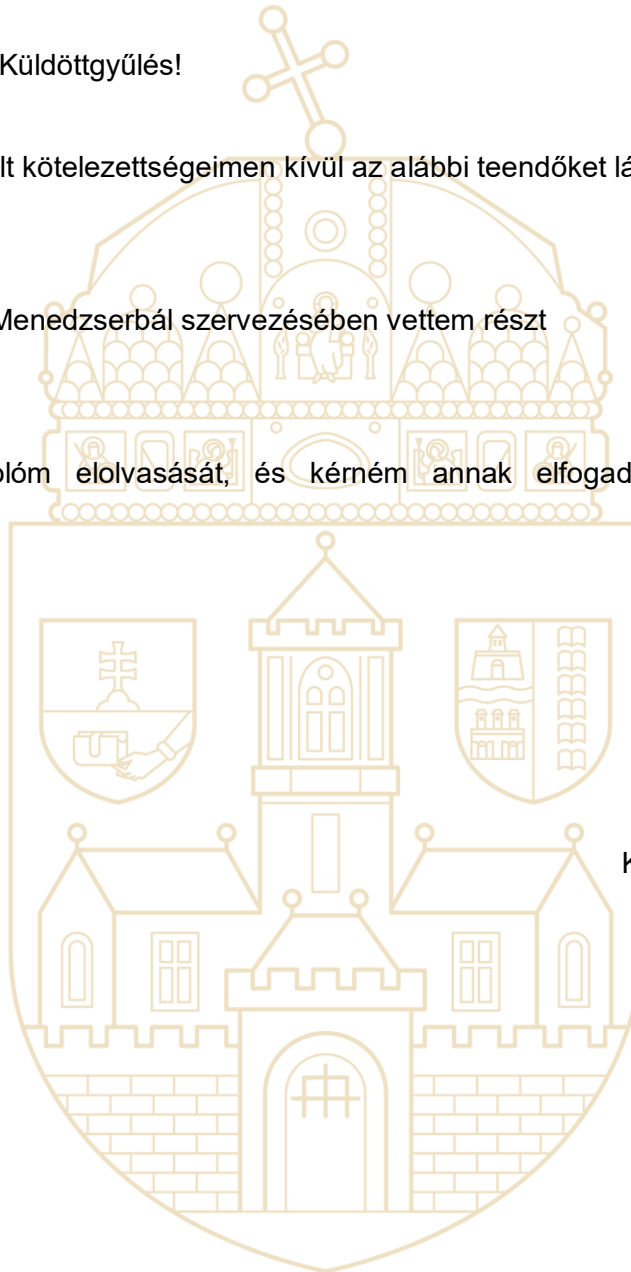 Küldöttgyűlés!
lt kötelezettségeimen kívül az alábbi teendőket lá
Menedzserbál szervezésében vettem részt
olóm elolvasását, és kérném annak elfogad
K